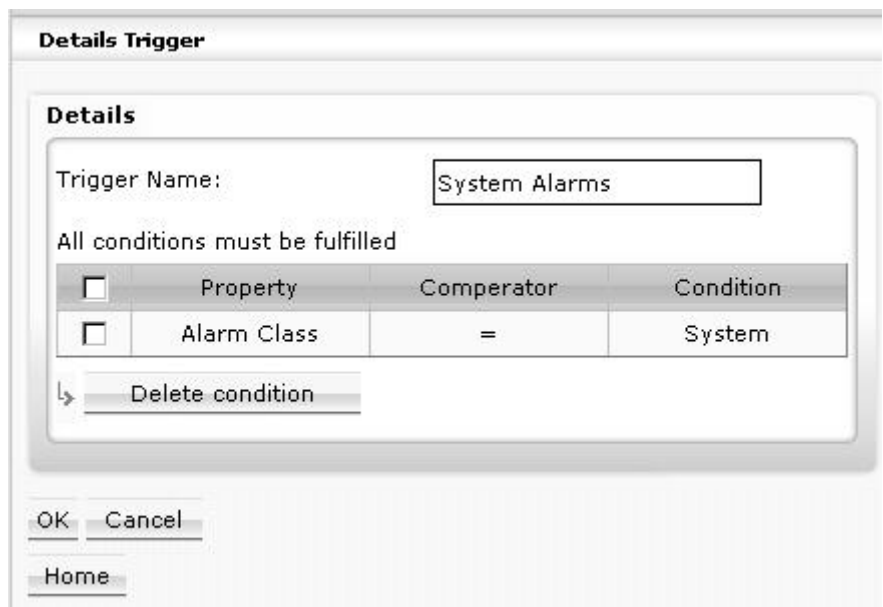 Details Trigger
Details
Trigger Name: System Alarms
All conditions must be fulfilled
Property Comperator Condition
Alarm Class = System
Delete condition
OK Cancel
Home